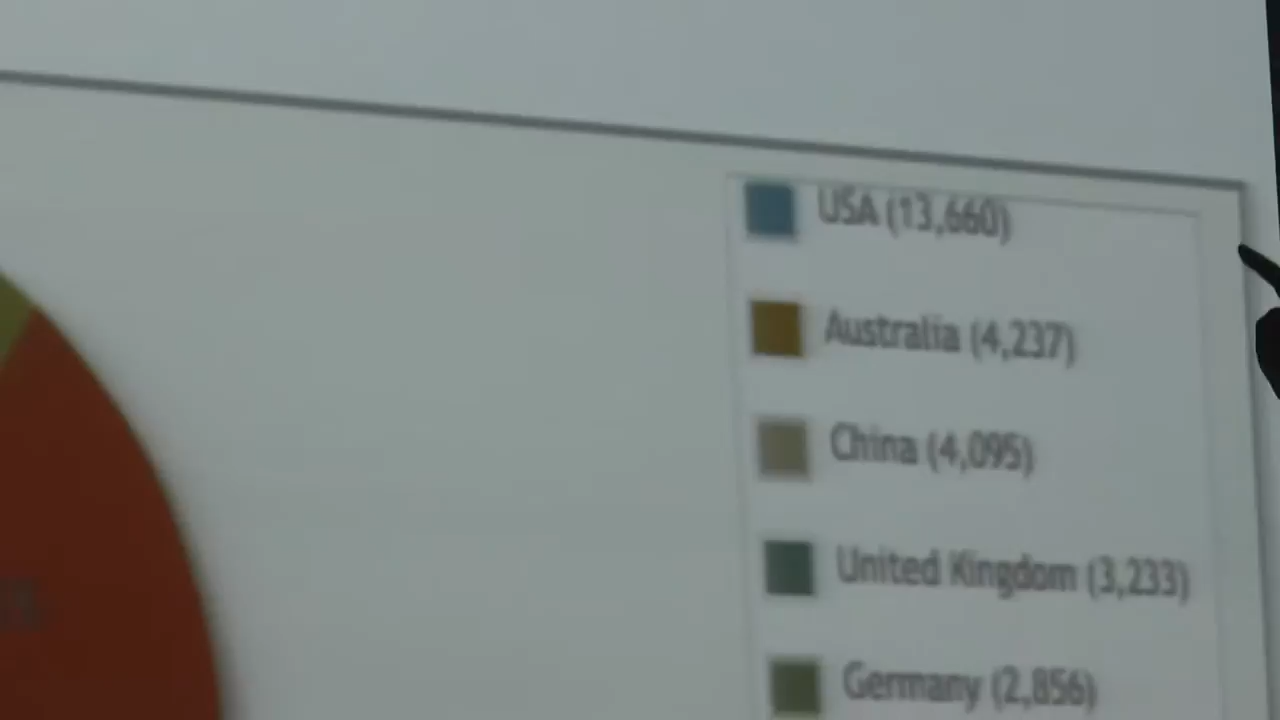 USA (13,660)
Australia (4,237)
China (4,095)
United Kingdom (3,233)
Germany (2,856)